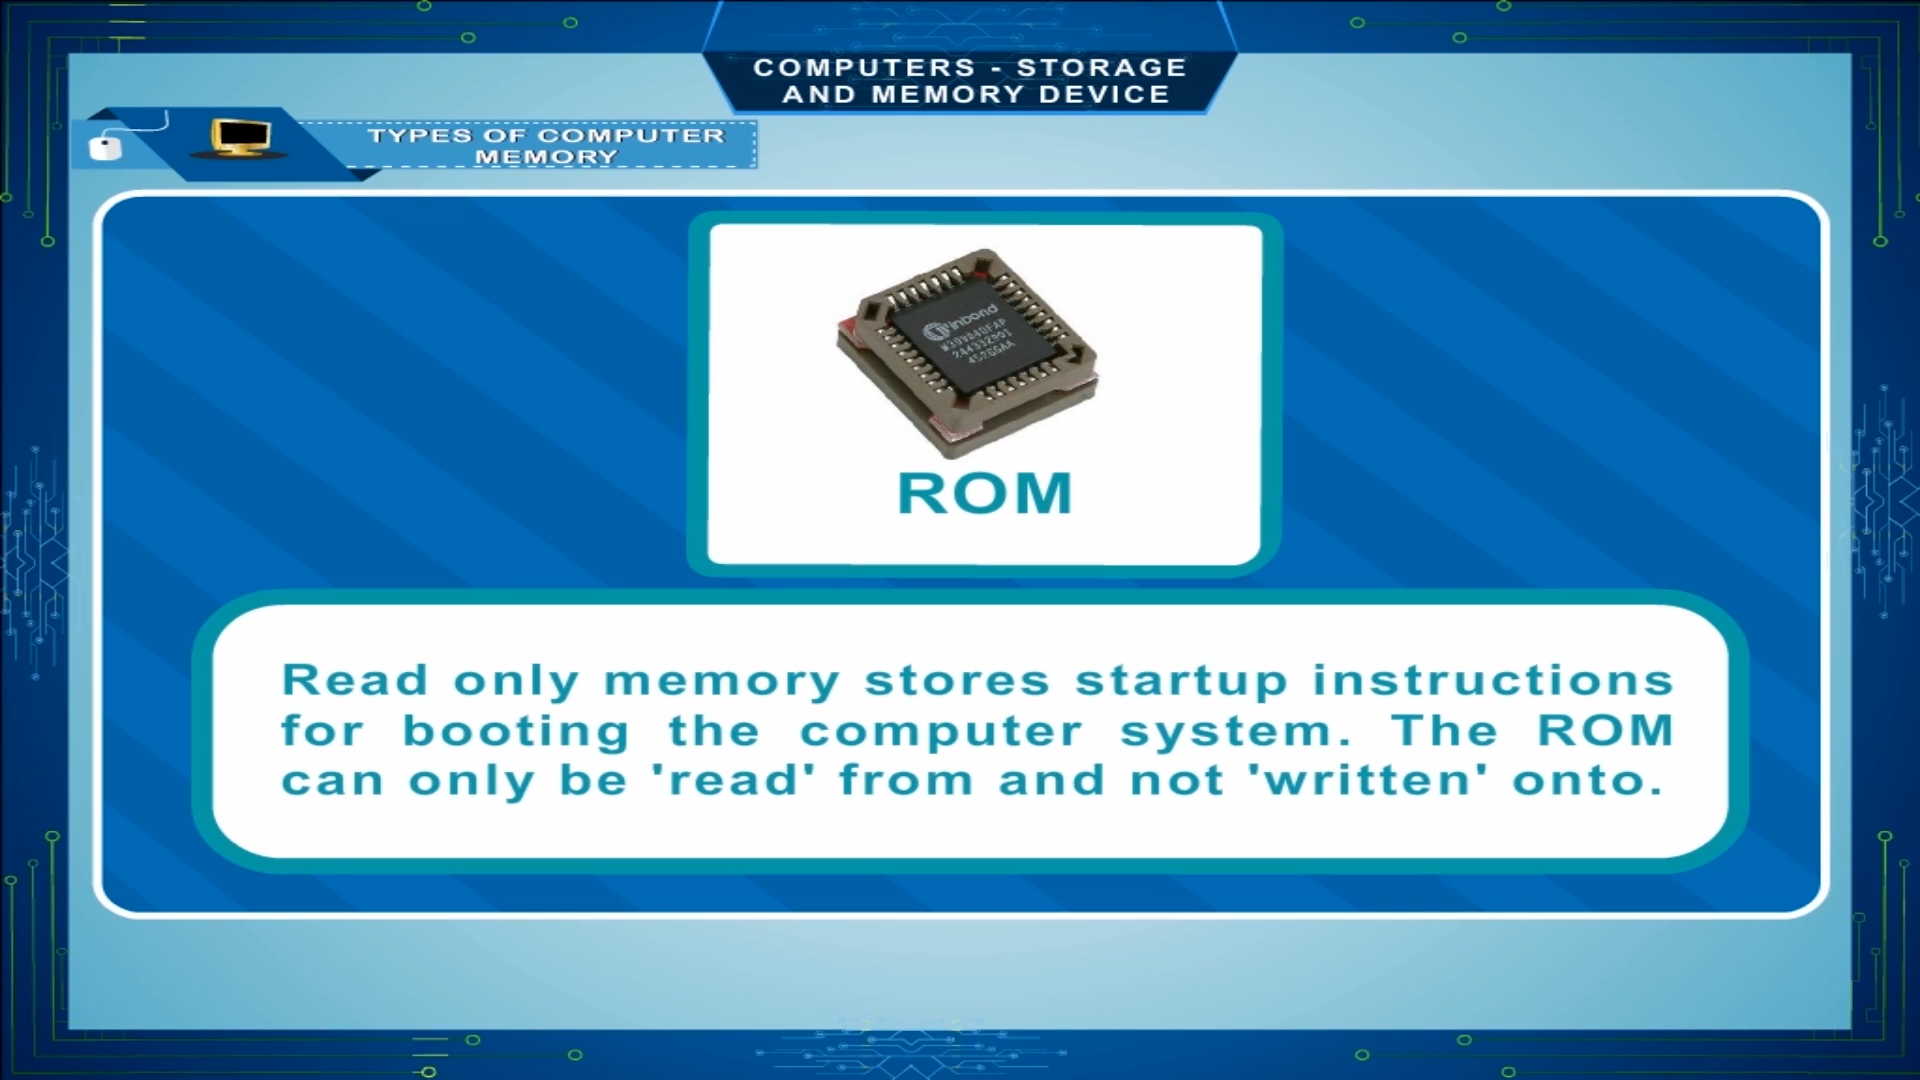 COMPUTERS - STORAGE
AND MEMORY DEVICE
TYPES OF COMPUTER
MEMORY
inbond
ROM
Read only memory stores startup instructions
for booting the computer system. The ROM
can only be 'read' from and not 'written' onto.